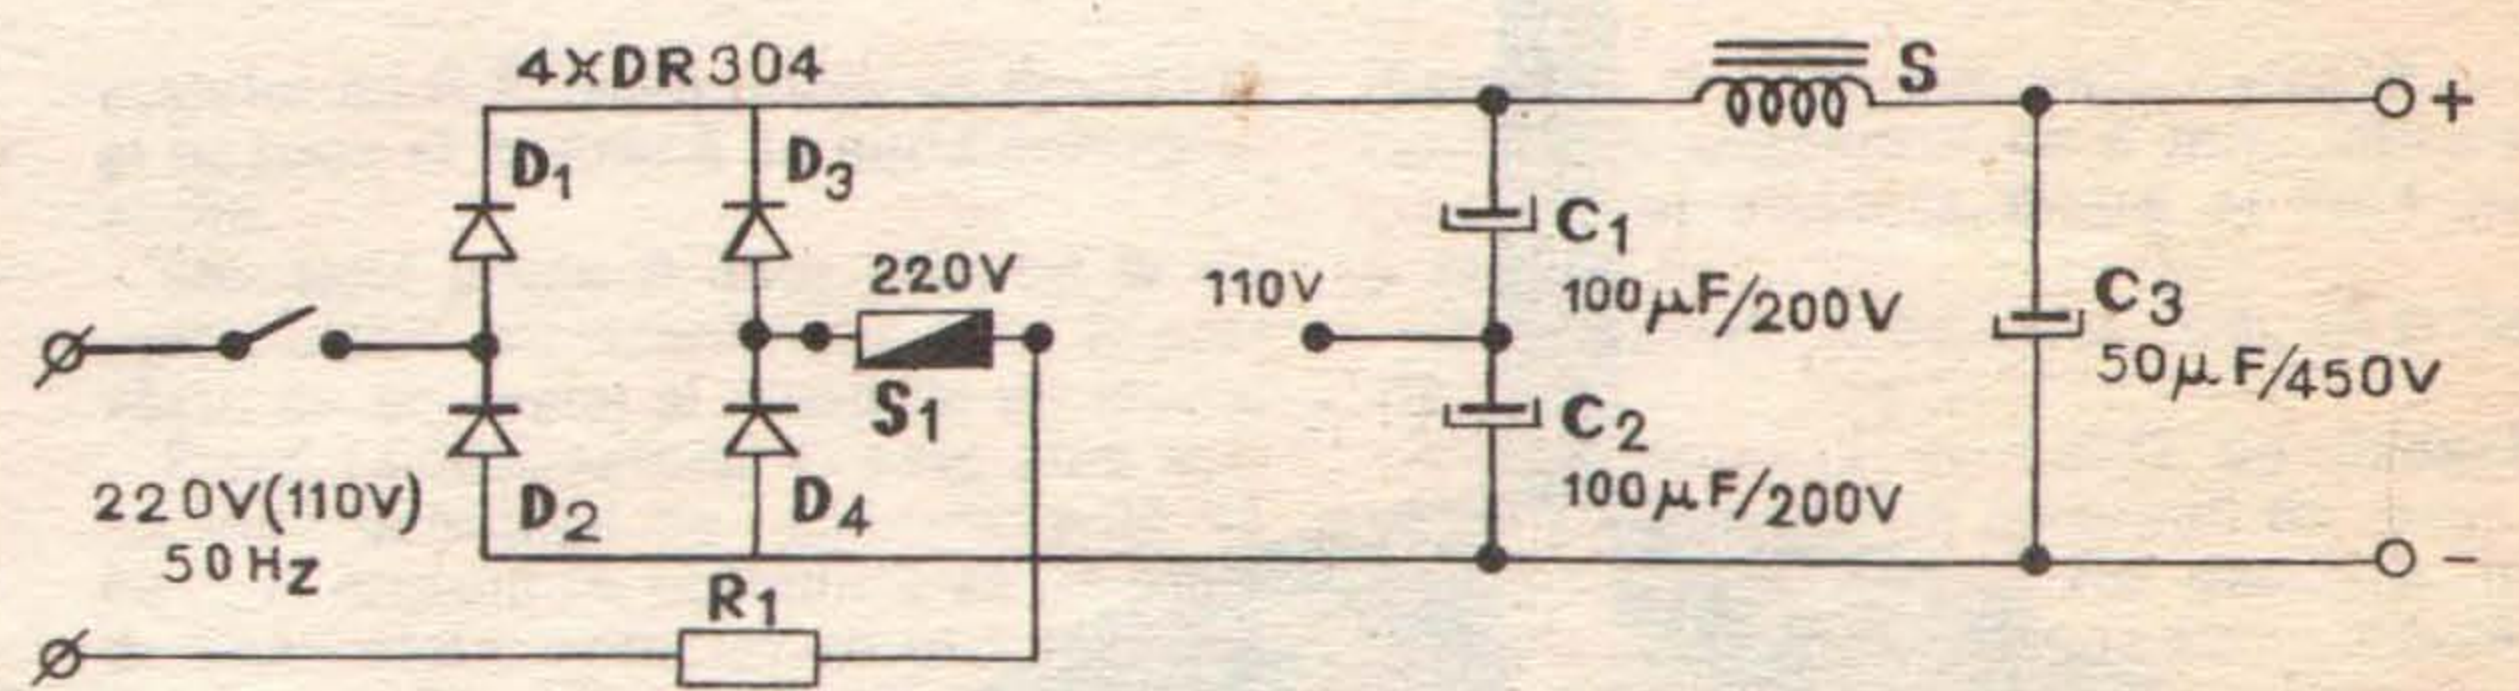 4XDR304
S
+
D1
D3
C1
220V
110V
100µF/200V
C3
50µF/450V
S1
C2
220V(110V)
50Hz
D2
D4
100µF/200V
R1
-